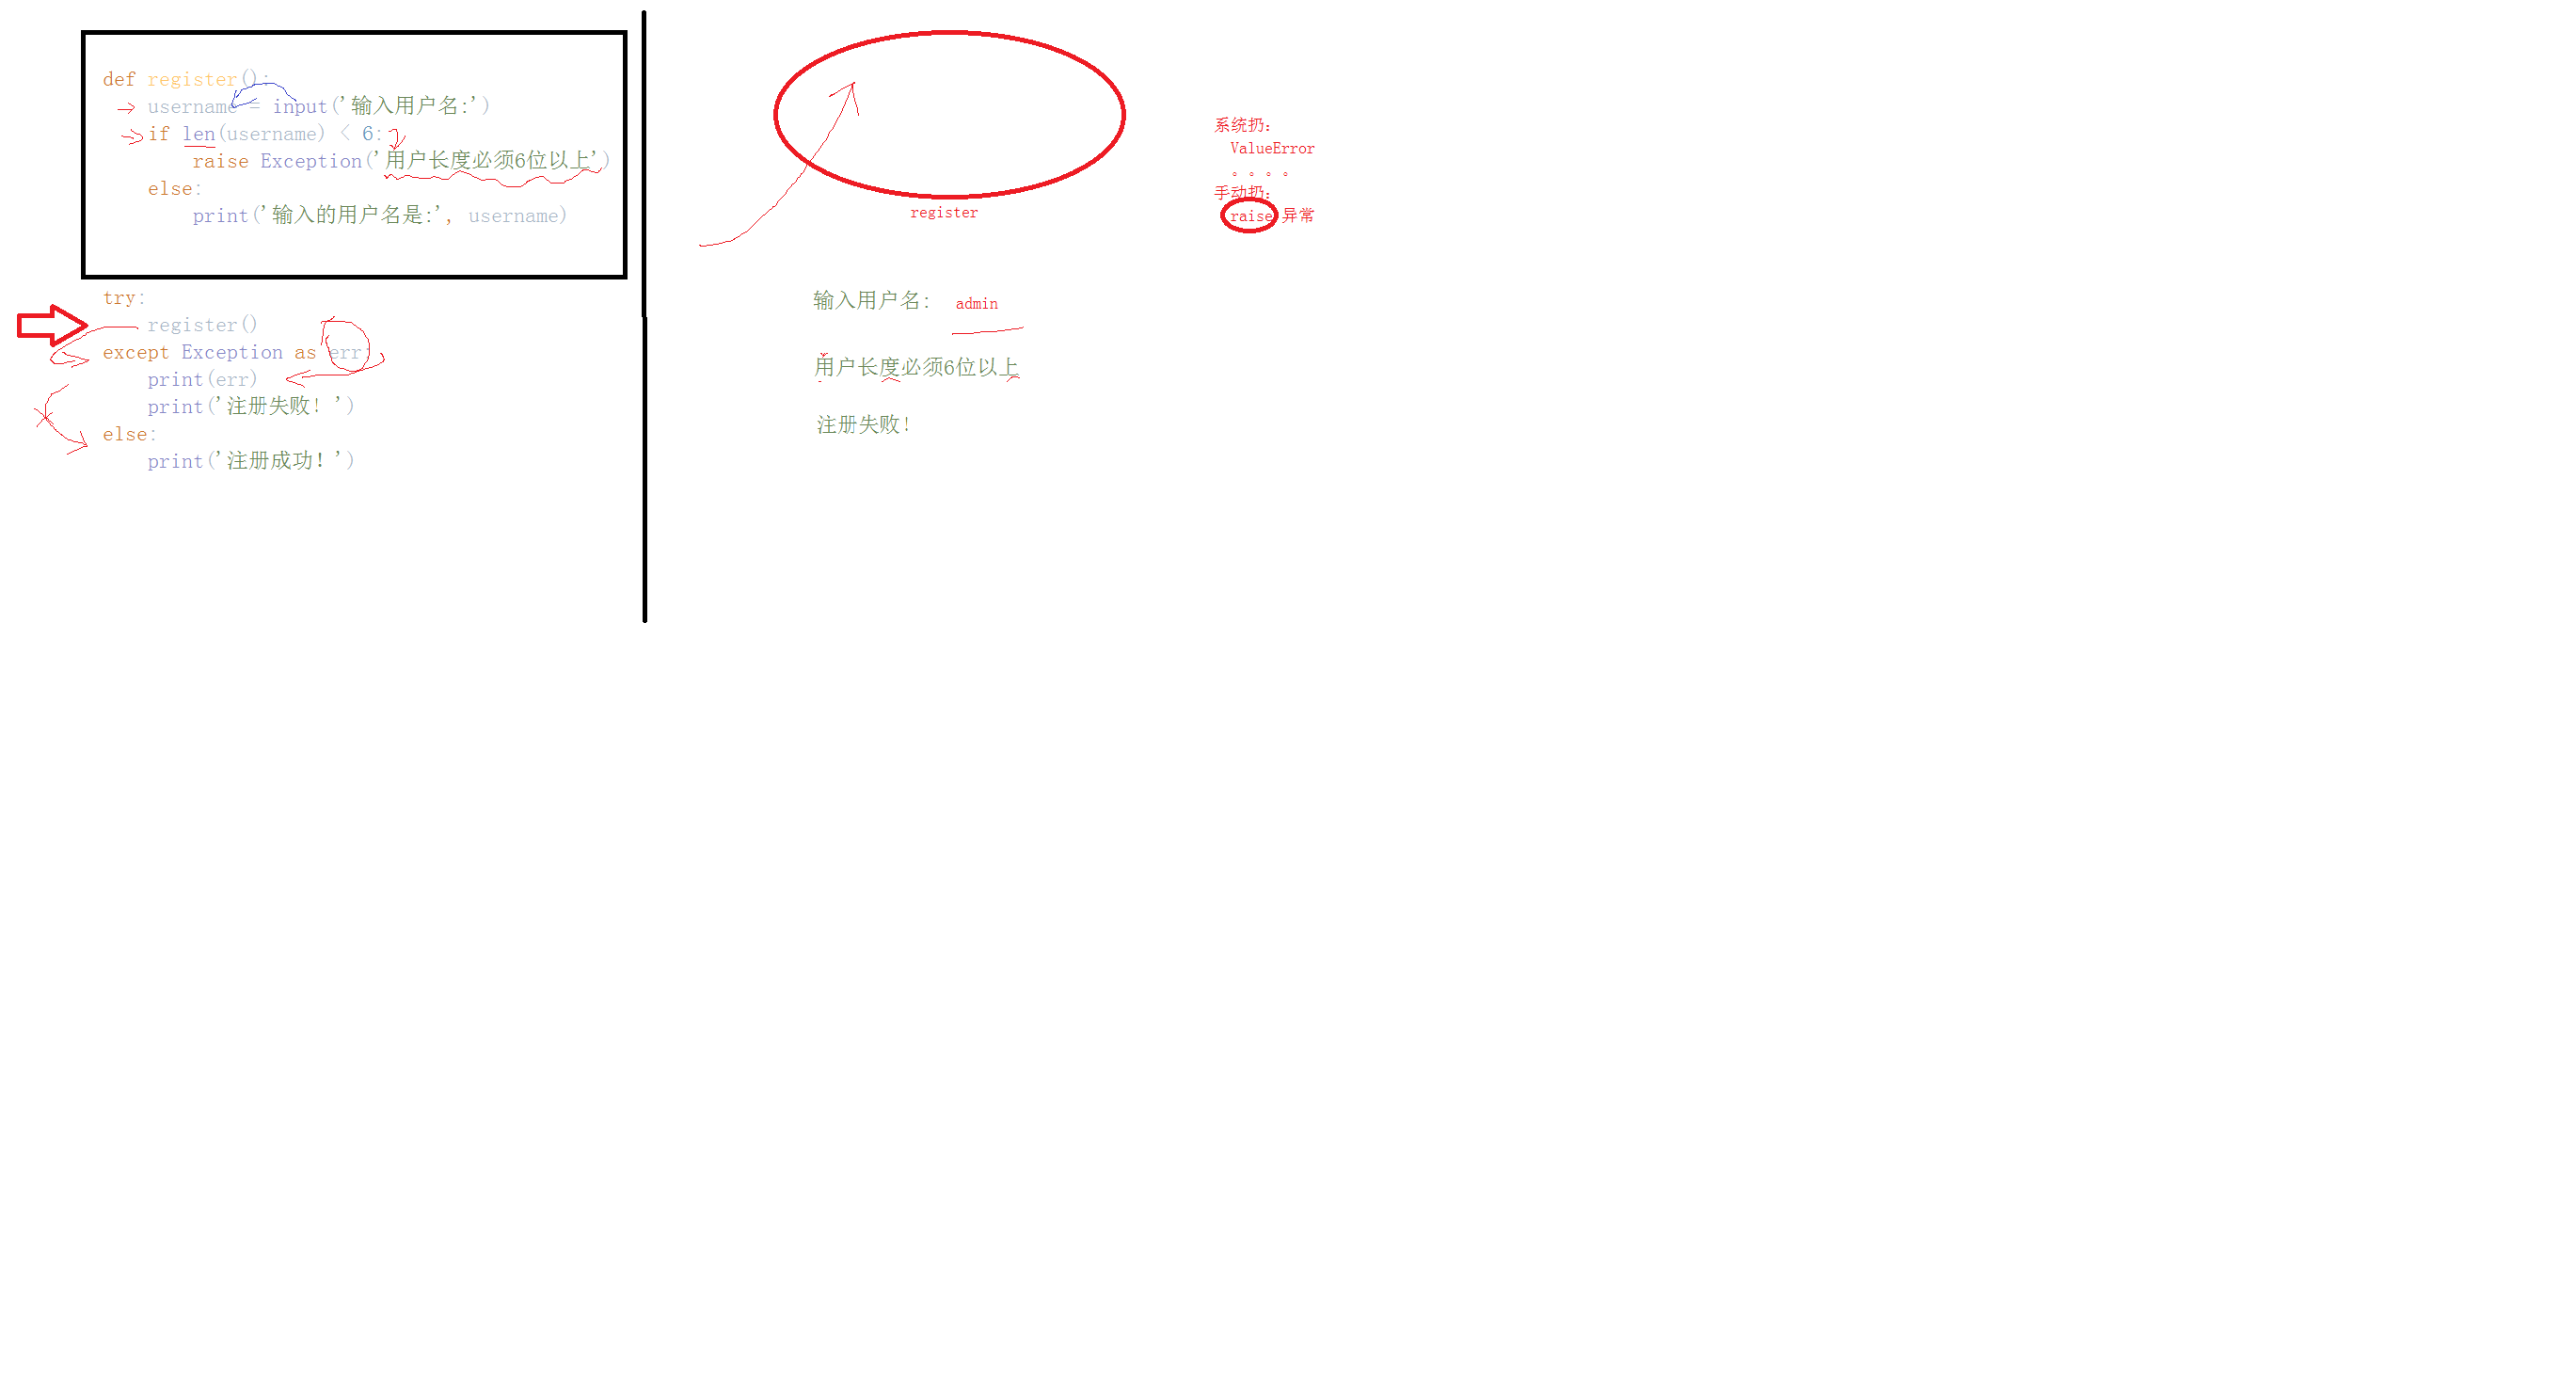 def register():
    username = input('输入用户名:')
    if len(username) < 6:
        raise Exception('用户长度必须6位以上')
    else:
        print('输入的用户名是:', username)
try:
    register()
except Exception as err:
    print(err)
    print('注册失败！')
else:
    print('注册成功！')
register
输入用户名: admin
用户长度必须6位以上
注册失败！
系统扔:
ValueError
。。。。
手动扔:
raise 异常